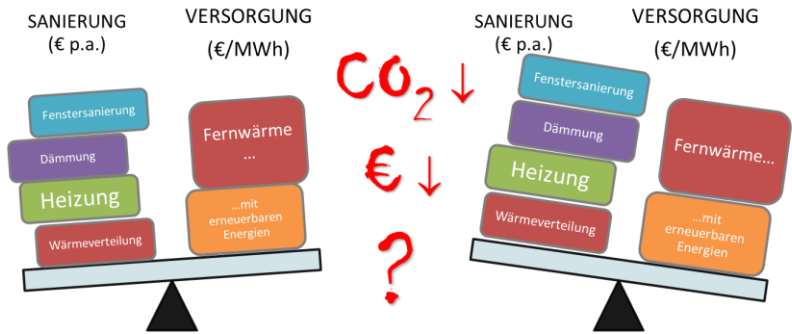 SANIERUNG
(€ p.a.)
VERSORGUNG
(€/MWh)
Fenstersanierung
Dämmung
Heizung
Wärmeverteilung
Fernwärme
...
...mit
erneuerbaren
Energien
CO₂ ↓
€ ↓
?
SANIERUNG
(€ p.a.)
VERSORGUNG
(€/MWh)
Fenstersanierung
Dämmung
Heizung
Wärmeverteilung
Fernwärme...
...mit
erneuerbaren
Energien